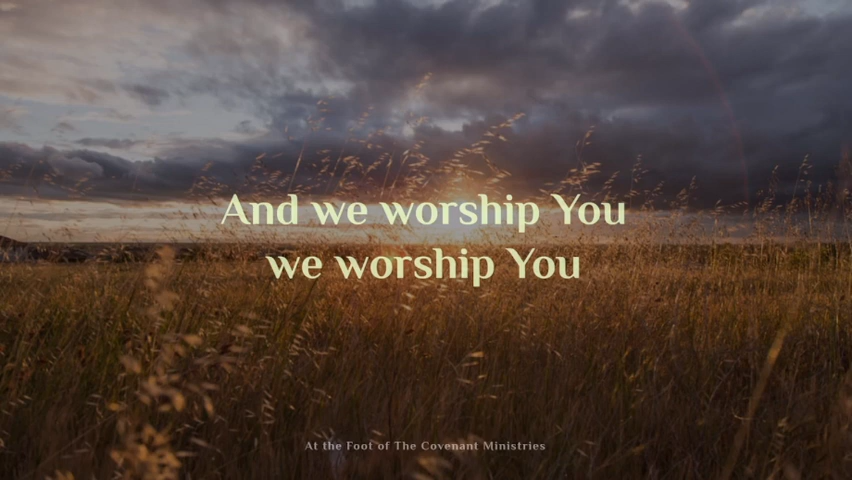 And we worship You
we worship You
At the Foot of The Covenant Ministries